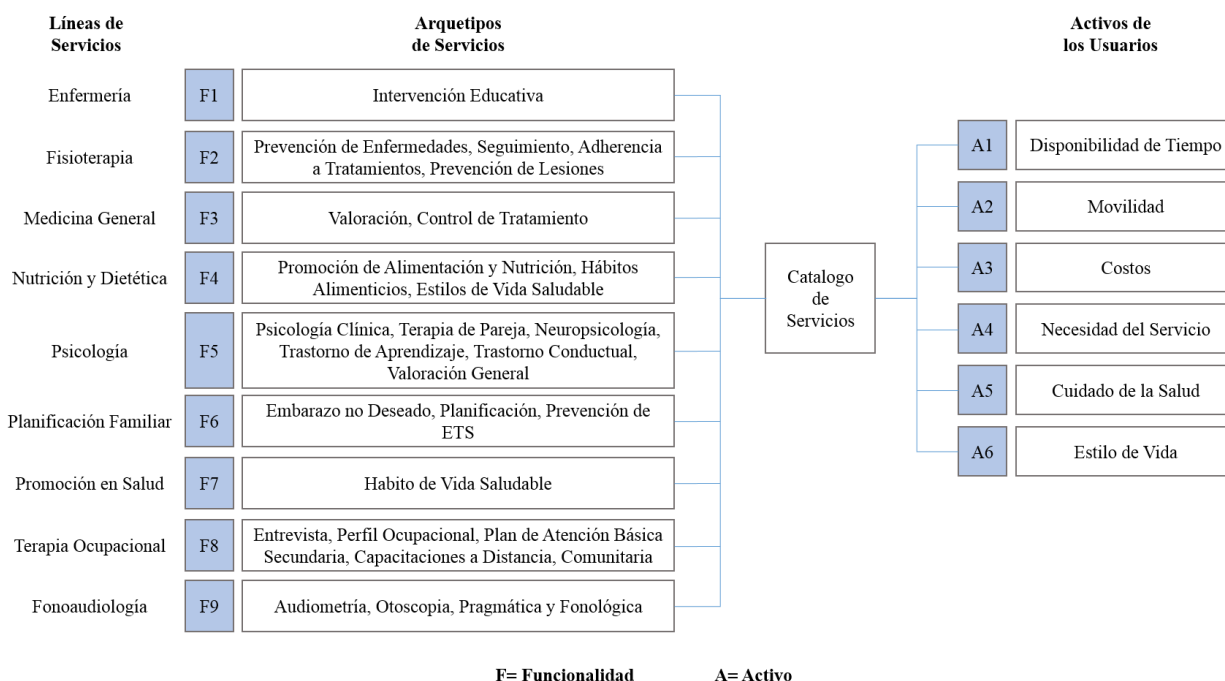 Líneas de
Servicios
Arquetipos
de Servicios
Activos de
los Usuarios
Enfermería
F1
Intervención Educativa
Fisioterapia
F2
Prevención de Enfermedades, Seguimiento, Adherencia
a Tratamientos, Prevención de Lesiones
Medicina General
F3
Valoración, Control de Tratamiento
Nutrición y Dietética
F4
Promoción de Alimentación y Nutrición, Hábitos
Alimenticios, Estilos de Vida Saludable
Psicología
F5
Psicología Clínica, Terapia de Pareja, Neuropsicología,
Trastorno de Aprendizaje, Trastorno Conductual,
Valoración General
Planificación Familiar
F6
Embarazo no Deseado, Planificación, Prevención de
ETS
Promoción en Salud
F7
Habito de Vida Saludable
Terapia Ocupacional
F8
Entrevista, Perfil Ocupacional, Plan de Atención Básica
Secundaria, Capacitaciones a Distancia, Comunitaria
Fonoaudiología
F9
Audiometría, Otoscopia, Pragmática y Fonológica
Catalogo
de
Servicios
A1
Disponibilidad de Tiempo
A2
Movilidad
A3
Costos
A4
Necesidad del Servicio
A5
Cuidado de la Salud
A6
Estilo de Vida
F= Funcionalidad
A= Activo